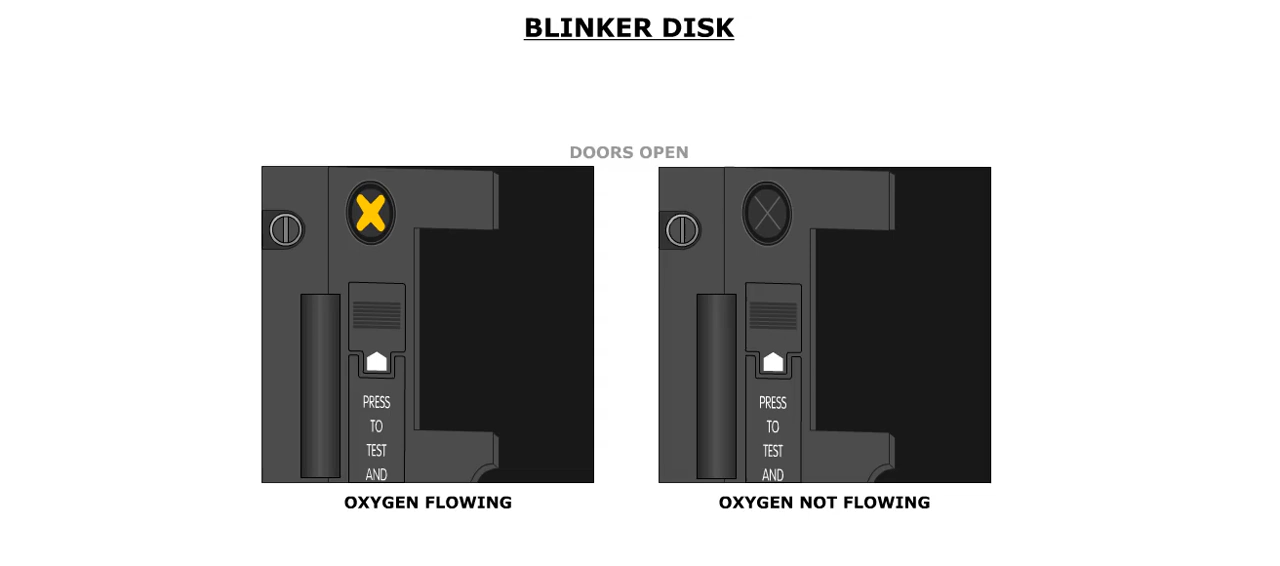 BLINKER DISK
DOORS OPEN
PRESS
TO
TEST
AND
OXYGEN FLOWING
PRESS
TO
TEST
AND
OXYGEN NOT FLOWING